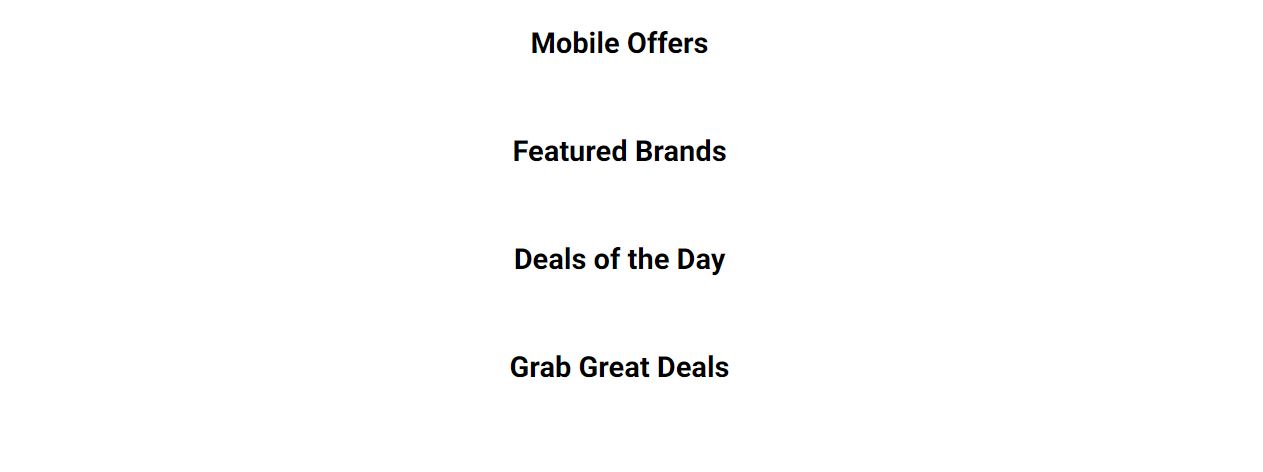 Mobile Offers
Featured Brands
Deals of the Day
Grab Great Deals